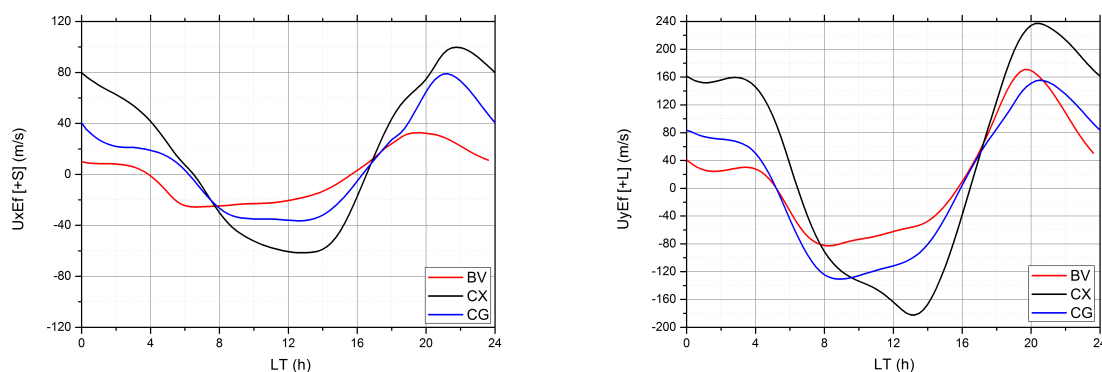 120
80
40
0
-40
-80
-120
UxEf [+S] (m/s)
0 4 8 12 16 20 24
LT (h)
BV
CX
CG
240
200
160
120
80
40
0
-40
-80
-120
-160
-200
UyEf [+L] (m/s)
0 4 8 12 16 20 24
LT (h)
BV
CX
CG